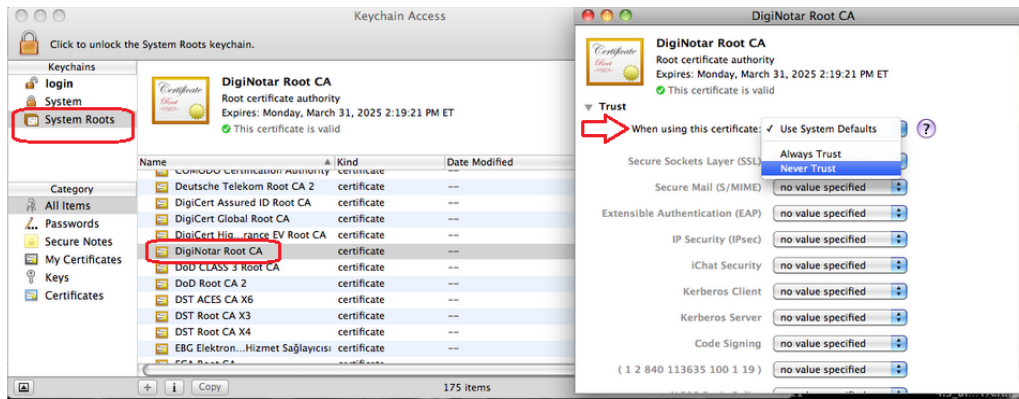 Keychain Access
Click to unlock the System Roots keychain.
Keychains
login
System
System Roots
Category
All Items
Passwords
Secure Notes
My Certificates
Keys
Certificates
DigiNotar Root CA
Root certificate authority
Expires: Monday, March 31, 2025 2:19:21 PM ET
This certificate is valid
Name Kind Date Modified
COMODO Certification Authority certificate
Deutsche Telekom Root CA 2 certificate --
DigiCert Assured ID Root CA certificate --
DigiCert Global Root CA certificate --
DigiCert Hig...rance EV Root CA certificate --
DigiNotar Root CA certificate --
DoD CLASS 3 Root CA certificate --
DoD Root CA 2 certificate --
DST ACES CA X6 certificate --
DST Root CA X3 certificate --
DST Root CA X4 certificate --
EBG Elektron...Hizmet Sağlayıcısı certificate --
+ i Copy 175 items
DigiNotar Root CA
DigiNotar Root CA
Root certificate authority
Expires: Monday, March 31, 2025 2:19:21 PM ET
This certificate is valid
Trust
When using this certificate: ✓ Use System Defaults ?
Always Trust
Never Trust
Secure Sockets Layer (SSL)
Secure Mail (S/MIME) no value specified
Extensible Authentication (EAP) no value specified
IP Security (IPsec) no value specified
iChat Security no value specified
Kerberos Client no value specified
Kerberos Server no value specified
Code Signing no value specified
( 1 2 840 113635 100 1 19 ) no value specified